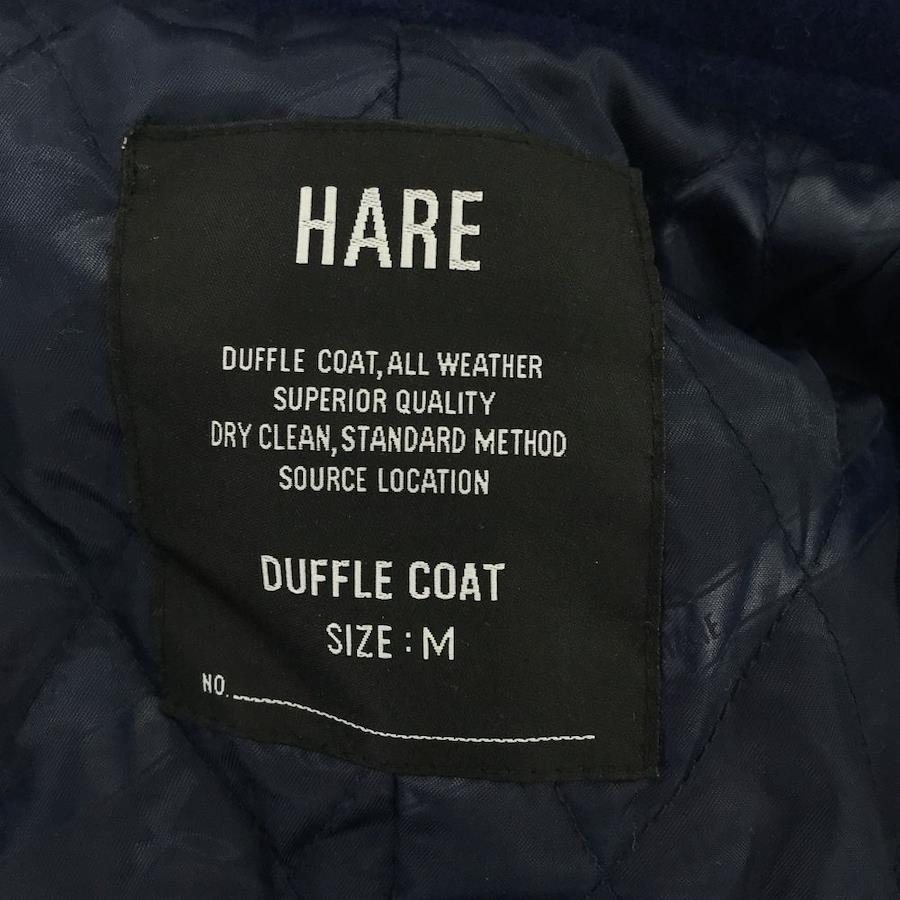 HARE
DUFFLE COAT, ALL WEATHER
SUPERIOR QUALITY
DRY CLEAN, STANDARD METHOD
SOURCE LOCATION
DUFFLE COAT
SIZE : M
NO.